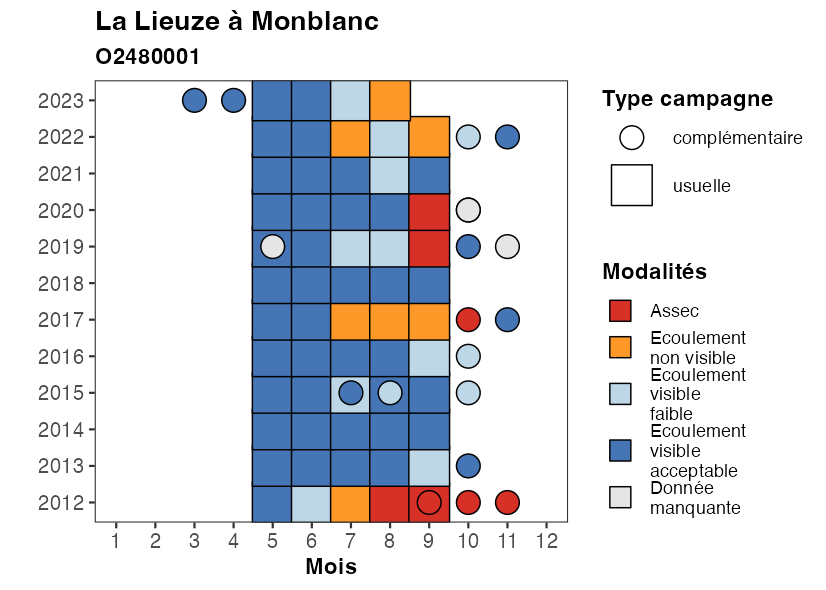 La Lieuze à Monblanc
O2480001
2023
2022
2021
2020
2019
2018
2017
2016
2015
2014
2013
2012
1 2 3 4 5 6 7 8 9 10 11 12
Mois
Type campagne
complémentaire
usuelle
Modalités
Assec
Ecoulement
non visible
Ecoulement
visible
faible
Ecoulement
visible
acceptable
Donnée
manquante